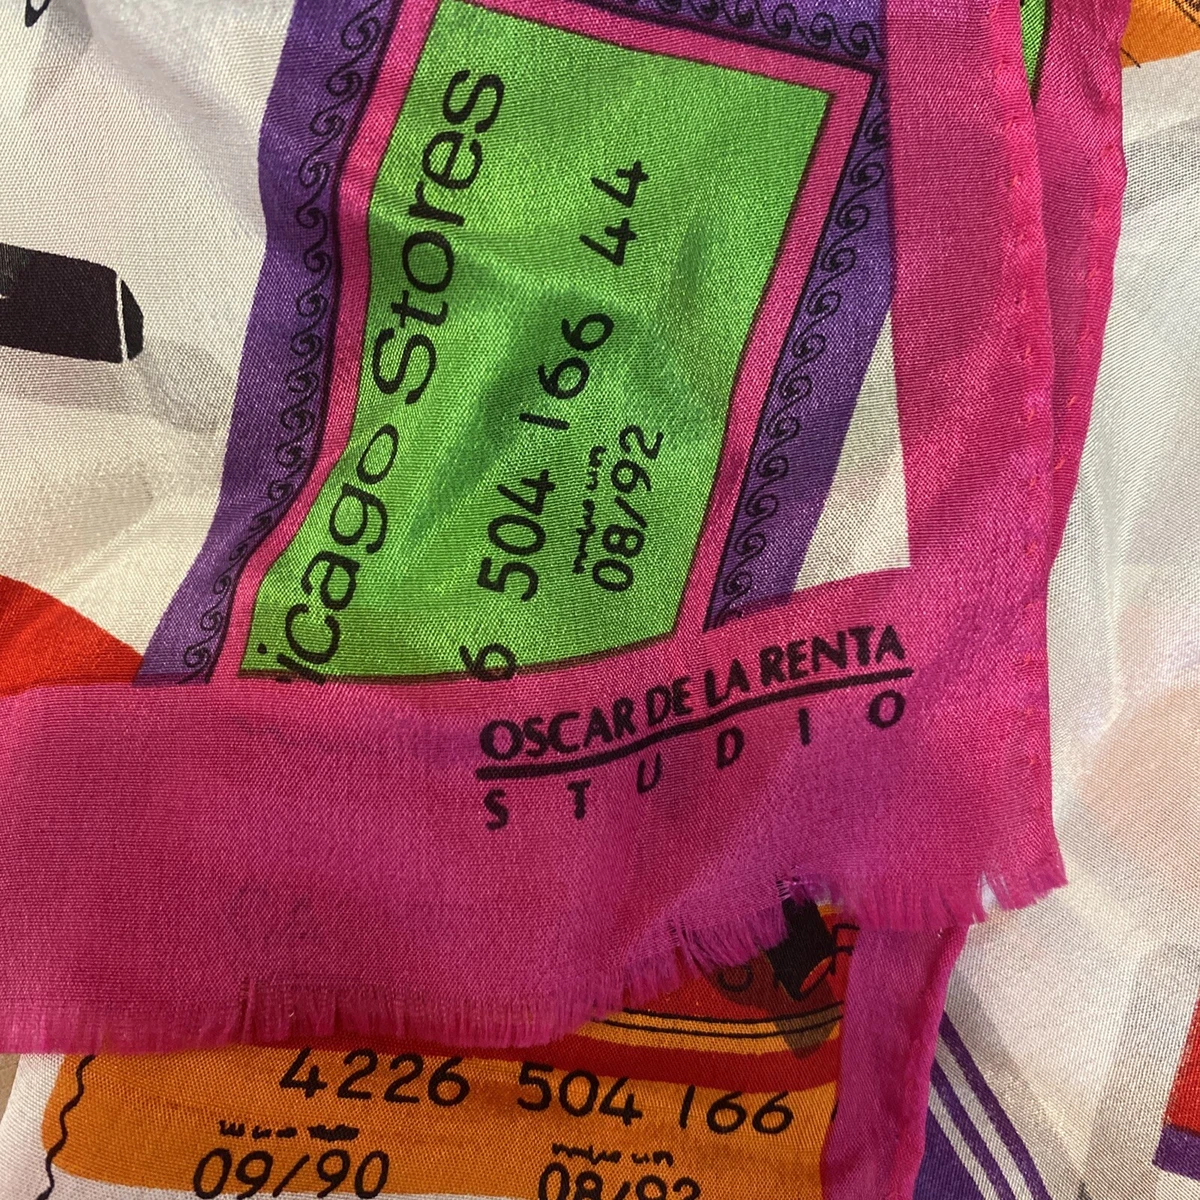 icago Stores
6 504 166 44
08/92
OSCAR DE LA RENTA
STUDIO
4226 504 166
09/90
08/92